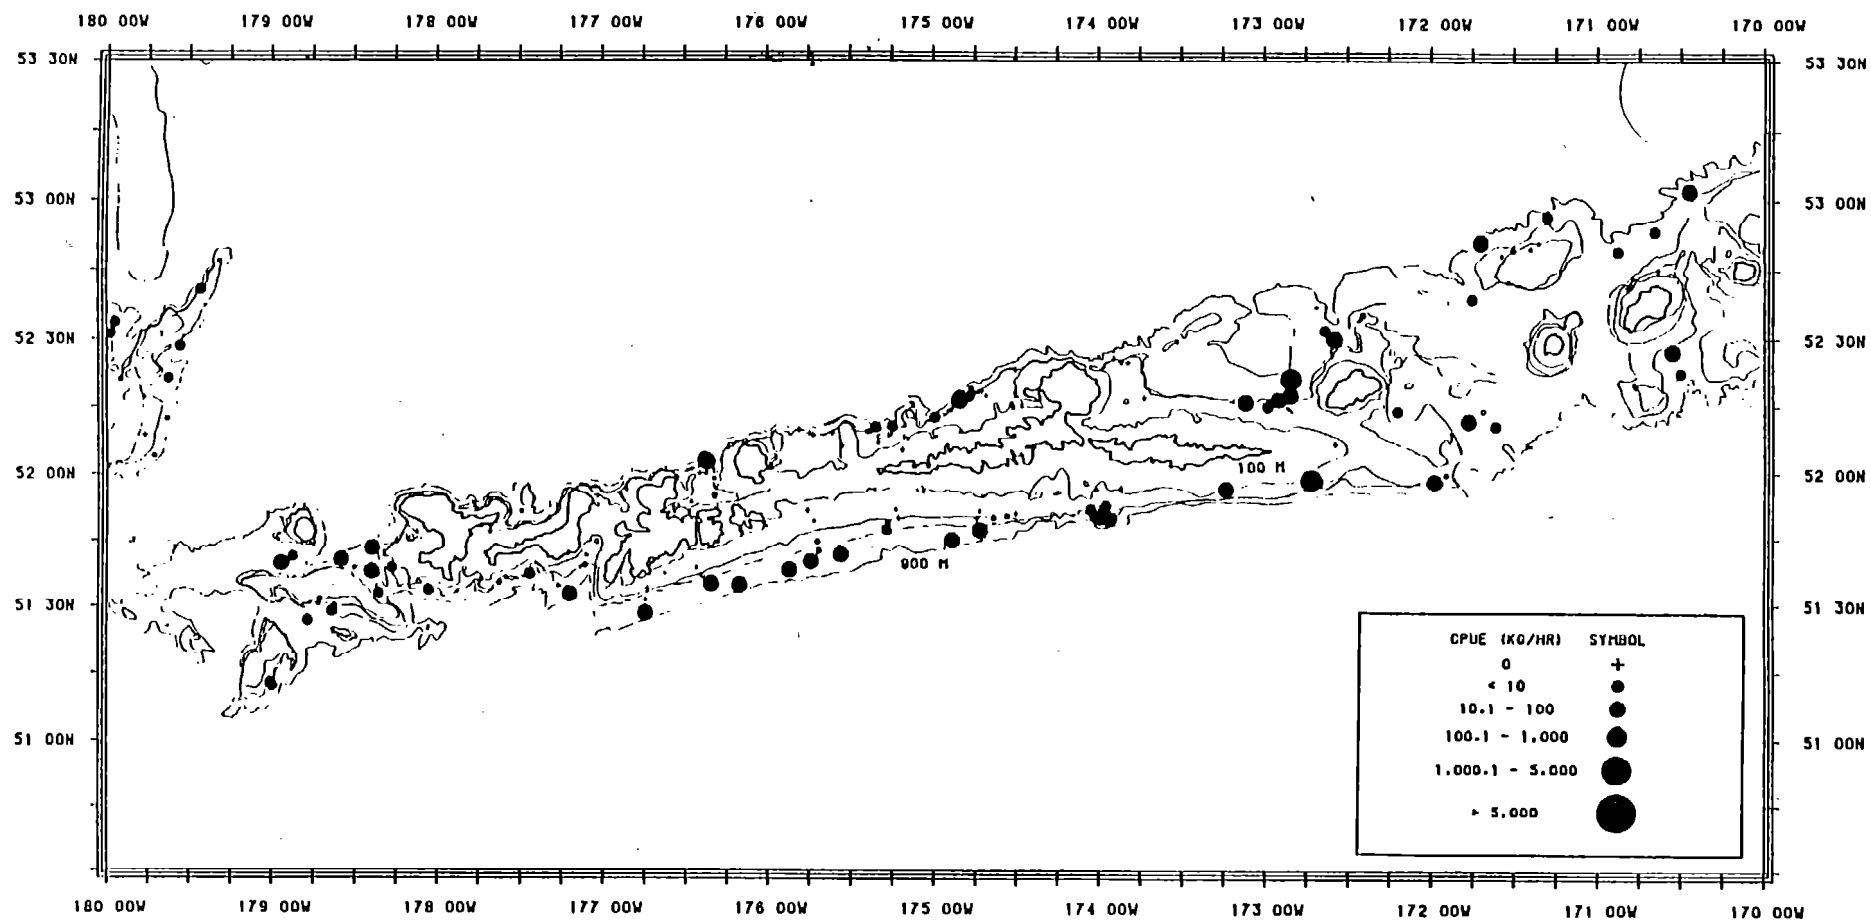 180 00W 179 00W 178 00W 177 00W 176 00W 175 00W 174 00W 173 00W 172 00W 171 00W 170 00W
53 30N 53 30N
53 00N 53 00N
52 30N 52 30N
52 00N 52 00N
100 M
900 M
51 30N 51 30N
51 00N 51 00N
CPUE (KG/HR) SYMBOL
0 +
< 10
10.1 - 100
100.1 - 1.000
1.000.1 - 5.000
> 5.000
180 00W 179 00W 178 00W 177 00W 176 00W 175 00W 174 00W 173 00W 172 00W 171 00W 170 00W